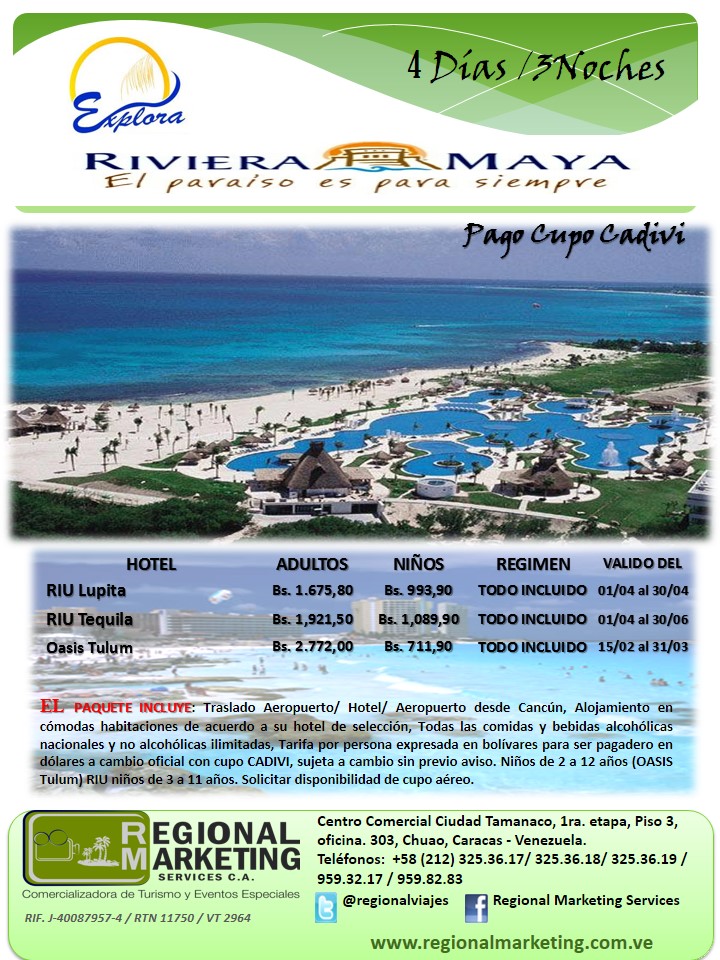 4 Días /3Noches
Explora
RIVIERA MAYA
El paraíso es para siempre
Pago Cupo Cadivi
HOTEL ADULTOS NIÑOS REGIMEN VALIDO DEL
RIU Lupita Bs. 1.675,80 Bs. 993,90 TODO INCLUIDO 01/04 al 30/04
RIU Tequila Bs. 1,921,50 Bs. 1,089,90 TODO INCLUIDO 01/04 al 30/06
Oasis Tulum Bs. 2.772,00 Bs. 711,90 TODO INCLUIDO 15/02 al 31/03
EL PAQUETE INCLUYE: Traslado Aeropuerto/ Hotel/ Aeropuerto desde Cancún, Alojamiento en
cómodas habitaciones de acuerdo a su hotel de selección, Todas las comidas y bebidas alcohólicas
nacionales y no alcohólicas ilimitadas, Tarifa por persona expresada en bolívares para ser pagadero en
dólares a cambio oficial con cupo CADIVI, sujeta a cambio sin previo aviso. Niños de 2 a 12 años (OASIS
Tulum) RIU niños de 3 a 11 años. Solicitar disponibilidad de cupo aéreo.
REGIONAL
MARKETING
SERVICES C.A.
Comercializadora de Turismo y Eventos Especiales
RIF. J-40087957-4 / RTN 11750 / VT 2964
Centro Comercial Ciudad Tamanaco, 1ra. etapa, Piso 3,
oficina. 303, Chuao, Caracas - Venezuela.
Teléfonos: +58 (212) 325.36.17/ 325.36.18/ 325.36.19 /
959.32.17 / 959.82.83
@regionalviajes Regional Marketing Services
www.regionalmarketing.com.ve